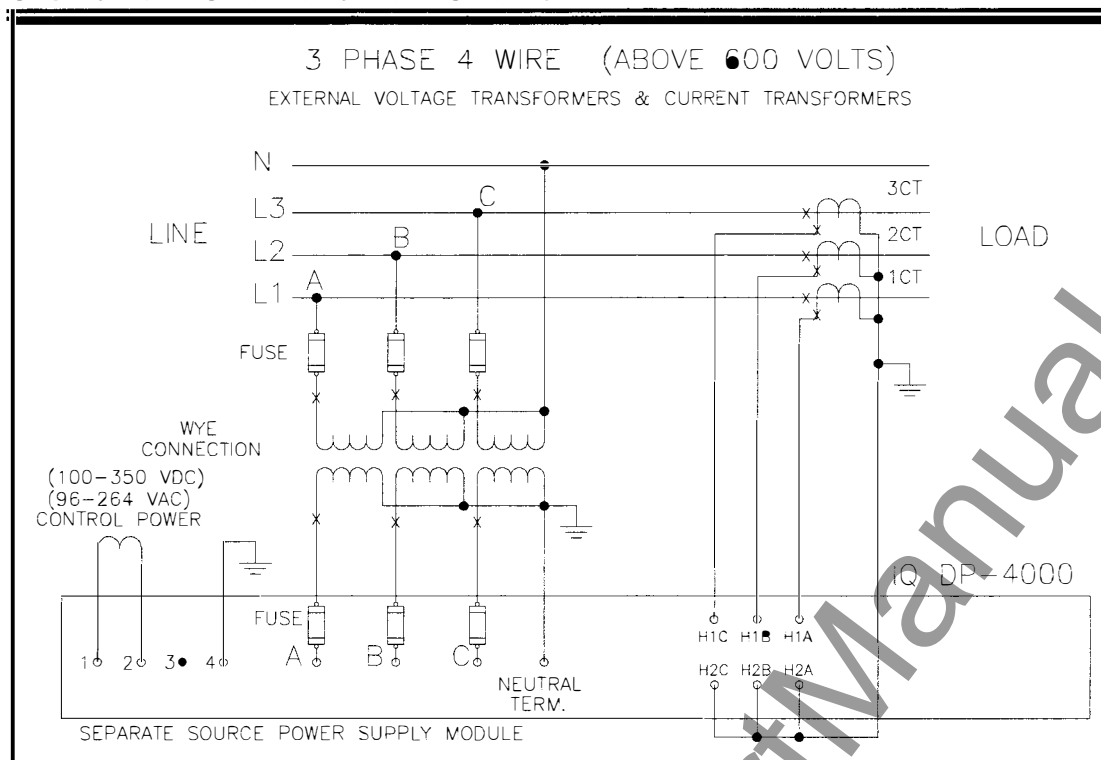 3 PHASE 4 WIRE (ABOVE 600 VOLTS)
EXTERNAL VOLTAGE TRANSFORMERS & CURRENT TRANSFORMERS
N
3CT
L3
C
LINE
2CT
LOAD
L2
B
1CT
L1
A
FUSE
WYE
CONNECTION
(100-350 VDC)
(96-264 VAC)
CONTROL POWER
IQ DP-4000
FUSE
H1C H1B H1A
1 2 3 4
A B C
H2C H2B H2A
NEUTRAL
TERM.
SEPARATE SOURCE POWER SUPPLY MODULE